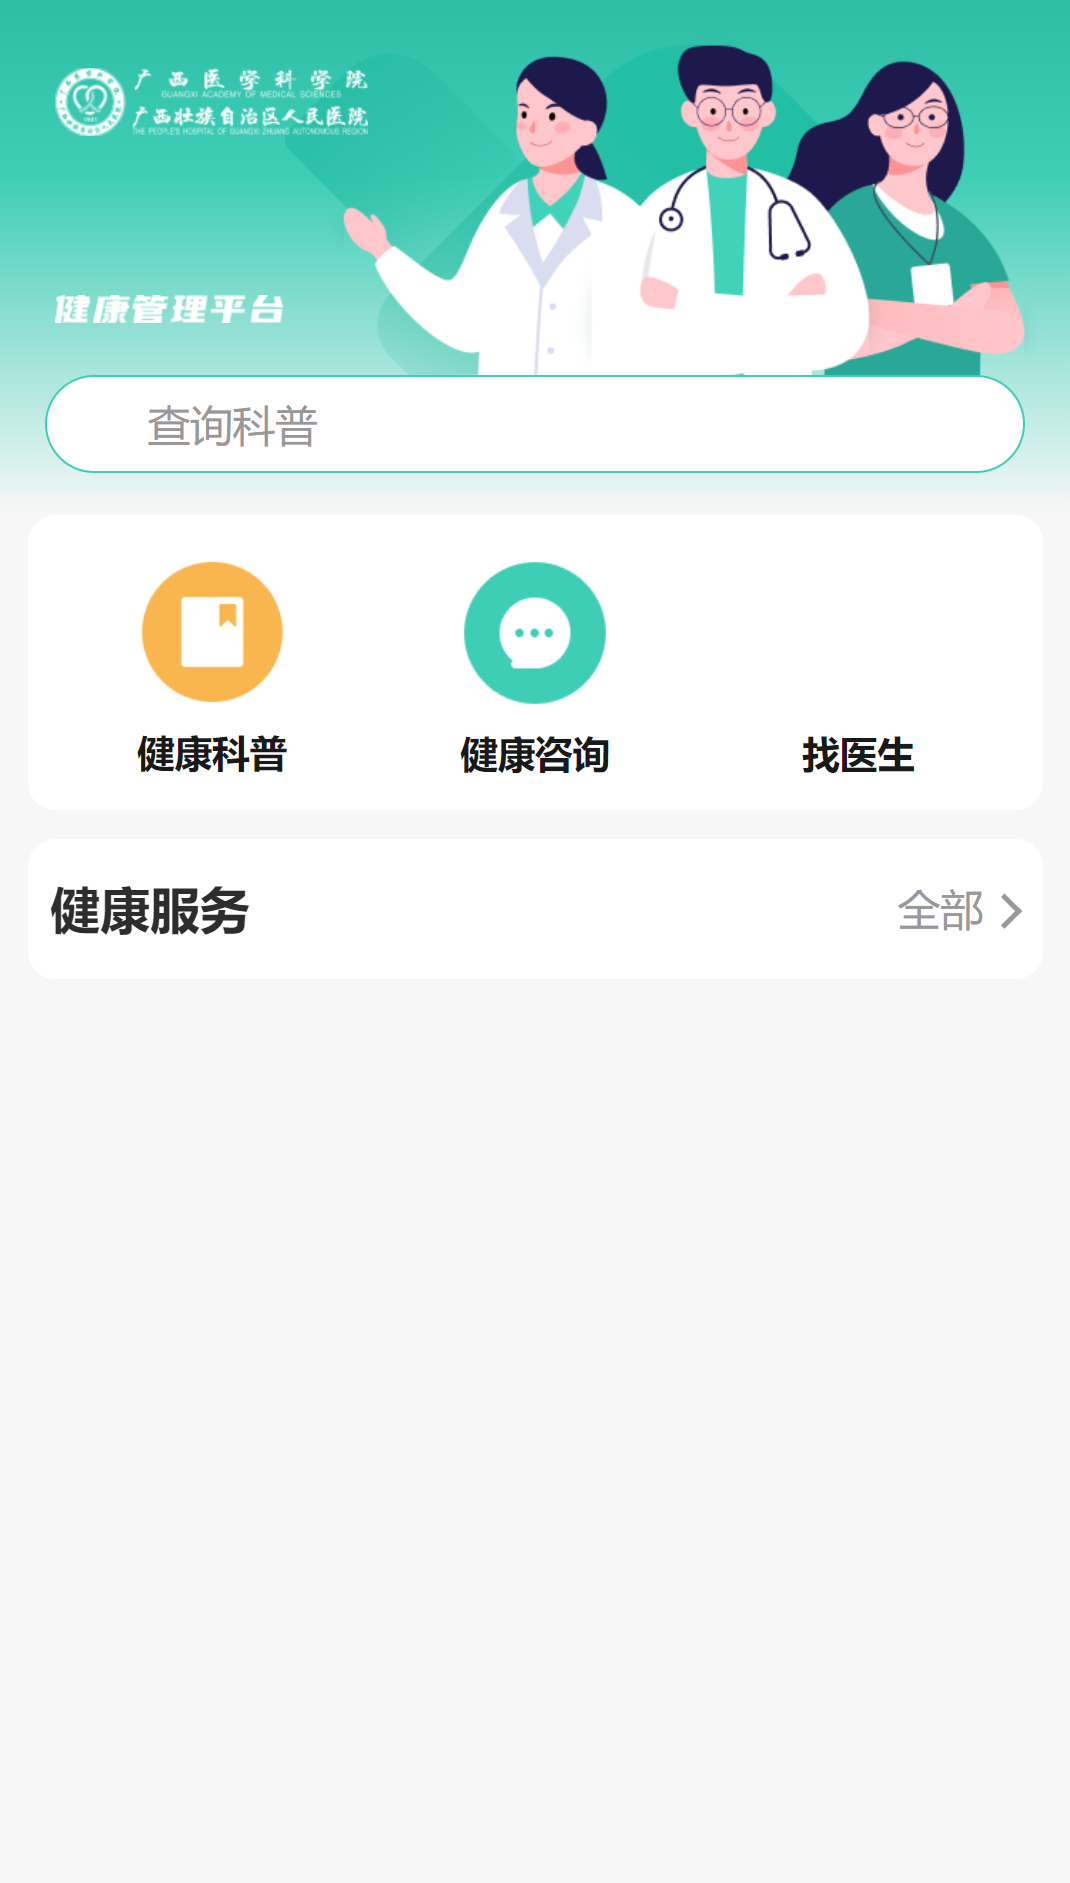 广西医学科学院
GUANGXI ACADEMY OF MEDICAL SCIENCES
广西壮族自治区人民医院
THE PEOPLE'S HOSPITAL OF GUANGXI ZHUANG AUTONOMOUS REGION
健康管理平台
查询科普
健康科普
健康咨询
找医生
健康服务
全部